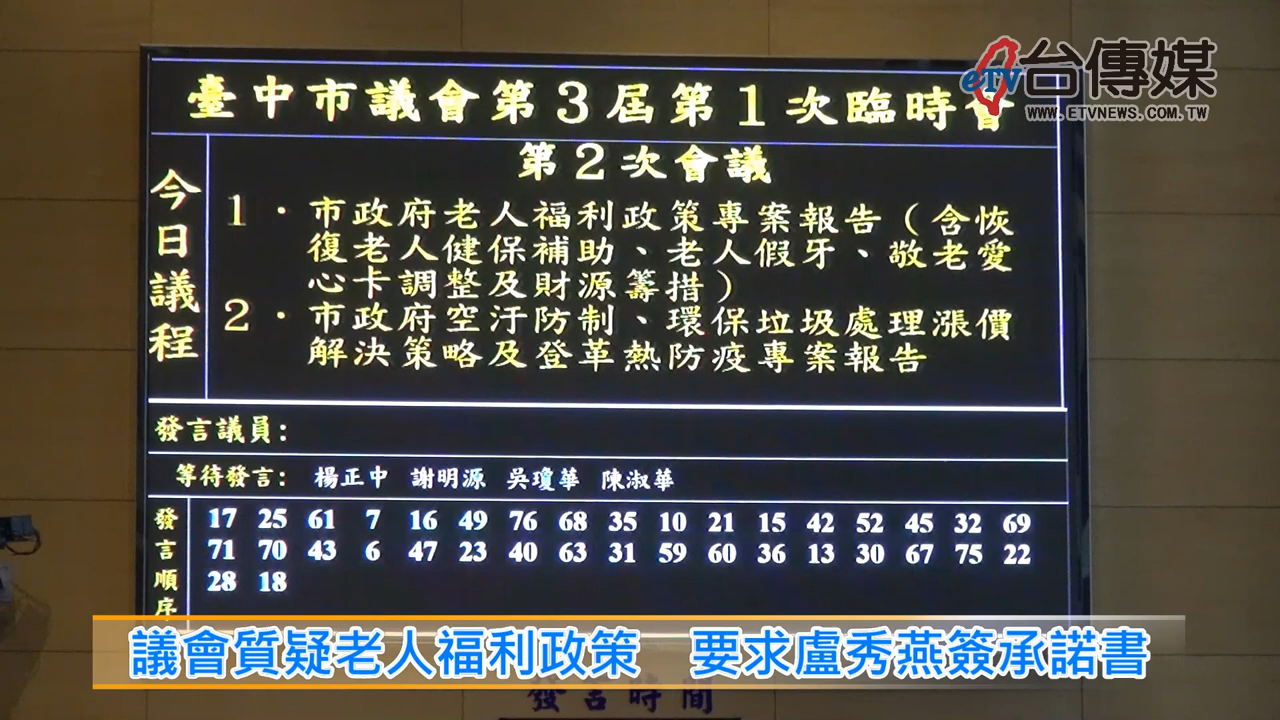 臺中市議會第3屆第1次臨時會
eTV台傳媒
WWW.ETVNEWS.COM.TW
今日議程
第2次會議
1．市政府老人福利政策專案報告（含恢
復老人健保補助、老人假牙、敬老愛
心卡調整及財源籌措）
2．市政府空汙防制、環保垃圾處理漲價
解決策略及登革熱防疫專案報告
發言議員：
等待發言： 楊正中 謝明源 吳瓊華 陳淑華
發言順序
17 25 61 7 16 49 76 68 35 10 21 15 42 52 45 32 69
71 70 43 6 47 23 40 63 31 59 60 36 13 30 67 75 22
28 18
議會質疑老人福利政策 要求盧秀燕簽承諾書
發言時間